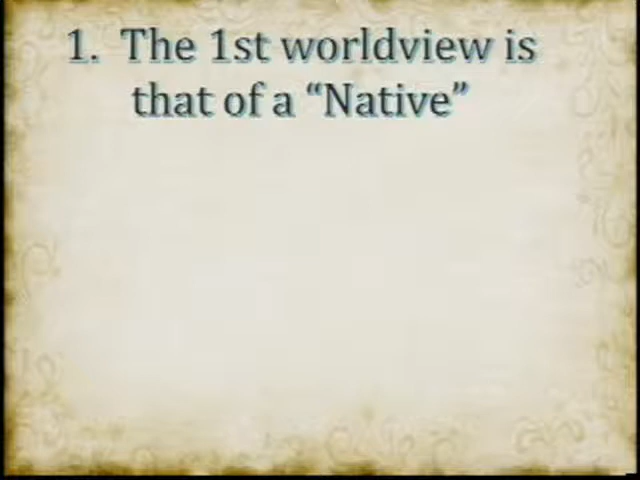 1. The 1st worldview is
that of a “Native”